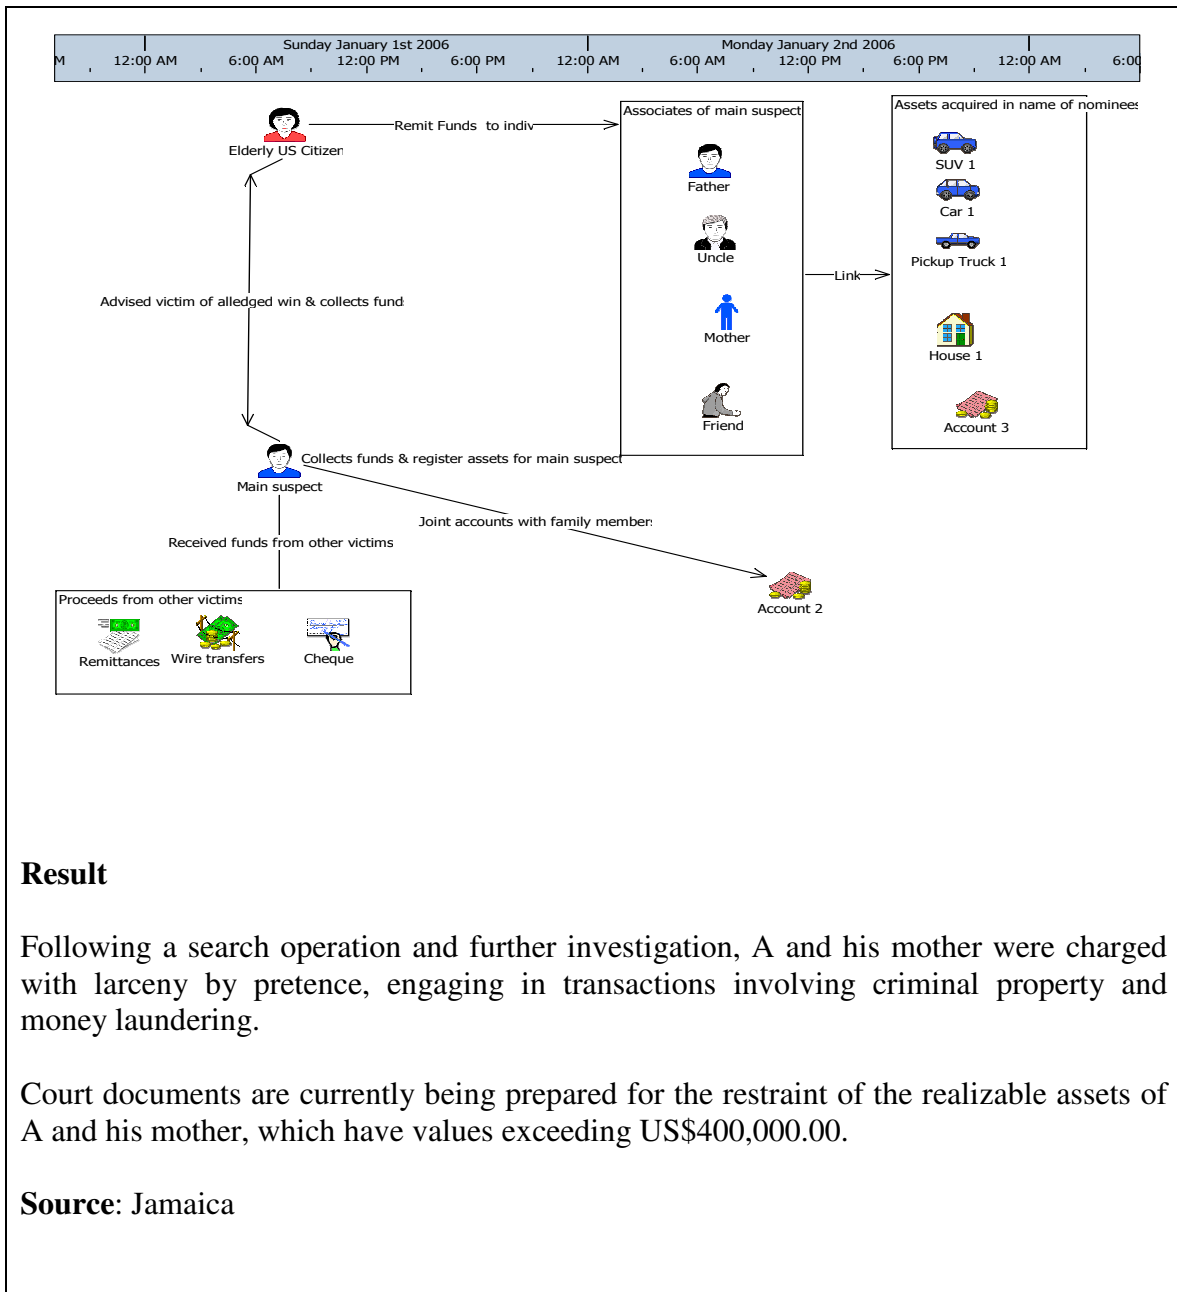 Sunday January 1st 2006 Monday January 2nd 2006
M 12:00 AM 6:00 AM 12:00 PM 6:00 PM 12:00 AM 6:00 AM 12:00 PM 6:00 PM 12:00 AM 6:00
Elderly US Citizen
Remit Funds to indiv
Associates of main suspect
Father
Uncle
Mother
Friend
Link
Assets acquired in name of nominees
SUV 1
Car 1
Pickup Truck 1
House 1
Account 3
Advised victim of alledged win & collects funds
Main suspect
Collects funds & register assets for main suspect
Joint accounts with family members
Account 2
Received funds from other victims
Proceeds from other victims
Remittances
Wire transfers
Cheque
Result
Following a search operation and further investigation, A and his mother were charged
with larceny by pretence, engaging in transactions involving criminal property and
money laundering.
Court documents are currently being prepared for the restraint of the realizable assets of
A and his mother, which have values exceeding US$400,000.00.
Source: Jamaica